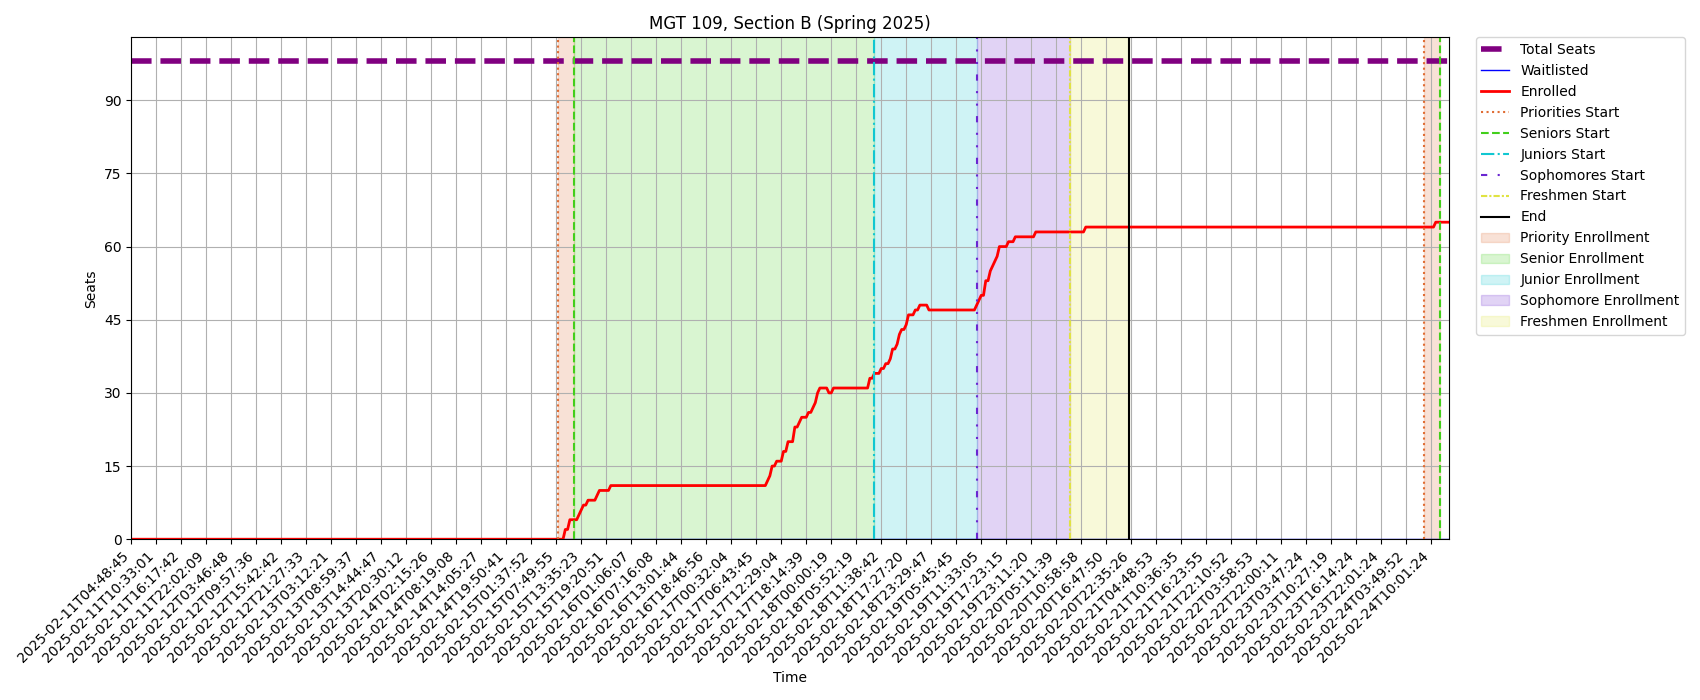 MGT 109, Section B (Spring 2025)
Total Seats
Waitlisted
Enrolled
Priorities Start
Seniors Start
Juniors Start
Sophomores Start
Freshmen Start
End
Priority Enrollment
Senior Enrollment
Junior Enrollment
Sophomore Enrollment
Freshmen Enrollment
Seats
90
75
60
45
30
15
0
2025-02-11T04:48:45
2025-02-11T10:33:01
2025-02-11T16:17:42
2025-02-11T22:02:09
2025-02-12T03:46:48
2025-02-12T09:57:36
2025-02-12T15:42:42
2025-02-12T21:27:33
2025-02-13T03:12:21
2025-02-13T08:59:37
2025-02-13T14:44:47
2025-02-13T20:30:12
2025-02-14T02:15:26
2025-02-14T08:19:08
2025-02-14T14:05:27
2025-02-14T19:50:41
2025-02-15T01:37:52
2025-02-15T07:49:55
2025-02-15T13:35:23
2025-02-15T19:20:51
2025-02-16T01:06:07
2025-02-16T07:16:08
2025-02-16T13:01:44
2025-02-16T18:46:56
2025-02-17T00:32:04
2025-02-17T06:43:45
2025-02-17T12:29:04
2025-02-17T18:14:39
2025-02-18T00:00:19
2025-02-18T05:52:19
2025-02-18T11:38:42
2025-02-18T17:27:20
2025-02-18T23:29:47
2025-02-19T05:45:45
2025-02-19T11:33:05
2025-02-19T17:23:15
2025-02-19T23:11:20
2025-02-20T05:11:39
2025-02-20T10:58:58
2025-02-20T16:47:50
2025-02-20T22:35:26
2025-02-21T04:48:53
2025-02-21T10:36:35
2025-02-21T16:23:55
2025-02-21T22:10:52
2025-02-22T03:58:53
2025-02-22T22:00:11
2025-02-23T03:47:24
2025-02-23T10:27:19
2025-02-23T16:14:24
2025-02-23T22:01:24
2025-02-24T03:49:52
2025-02-24T10:01:24
Time